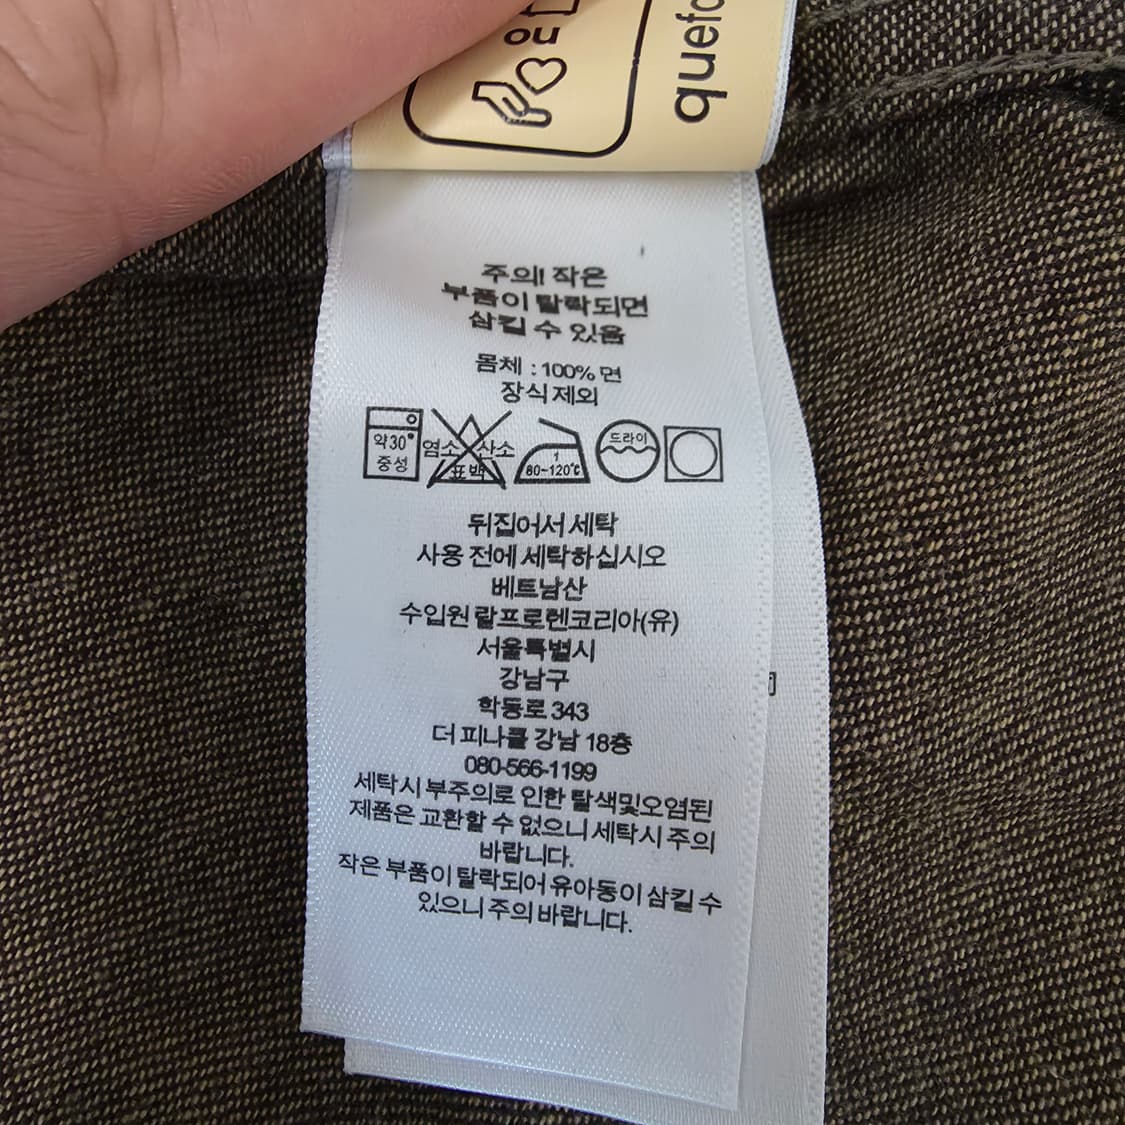 ou
quefo
주의! 작은
부품이 탈락되면
삼킬 수 있음
몸체 : 100% 면
장식 제외
약30°
중성
염소 산소
표백
1
80~120℃
드라이
뒤집어서 세탁
사용 전에 세탁하십시오
베트남산
수입원 랄프로렌코리아(유)
서울특별시
강남구
학동로 343
더 피나클 강남 18층
080-566-1199
세탁시 부주의로 인한 탈색및오염된
제품은 교환할 수 없으니 세탁시 주의
바랍니다.
작은 부품이 탈락되어 유아동이 삼킬 수
있으니 주의 바랍니다.